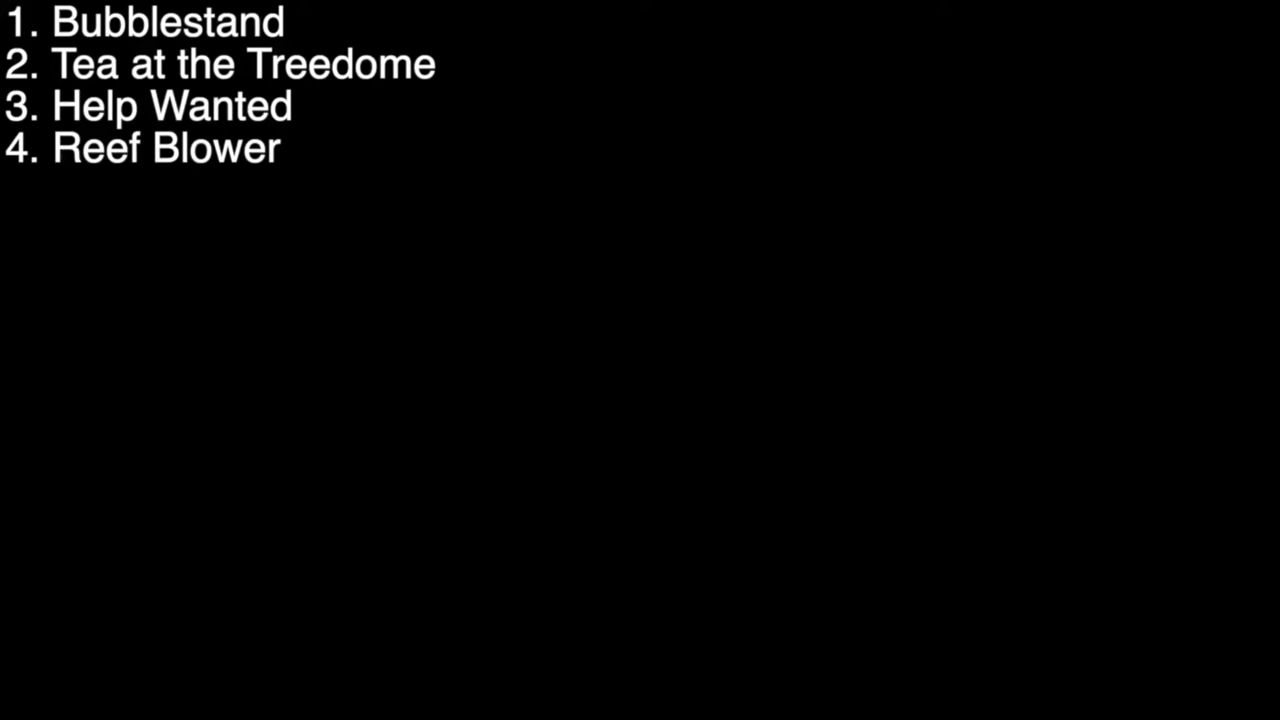 1. Bubblestand
2. Tea at the Treedome
3. Help Wanted
4. Reef Blower